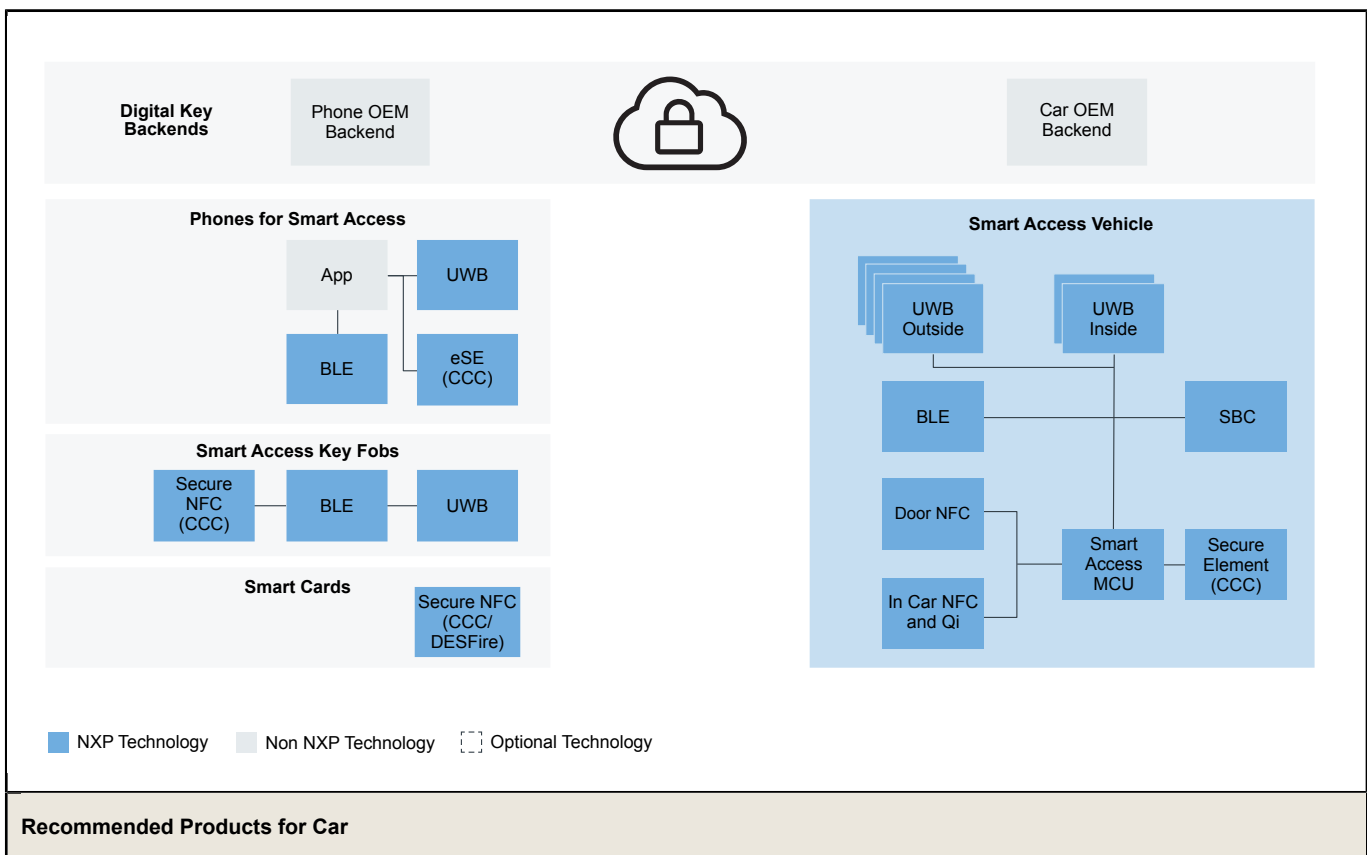 Digital Key
Backends
Phone OEM
Backend
Car OEM
Backend
Phones for Smart Access
App
UWB
BLE
eSE
(CCC)
Smart Access Key Fobs
Secure
NFC
(CCC)
BLE
UWB
Smart Cards
Secure NFC
(CCC/
DESFire)
Smart Access Vehicle
UWB
Outside
UWB
Inside
BLE
SBC
Door NFC
Smart
Access
MCU
Secure
Element
(CCC)
In Car NFC
and Qi
NXP Technology
Non NXP Technology
Optional Technology
Recommended Products for Car